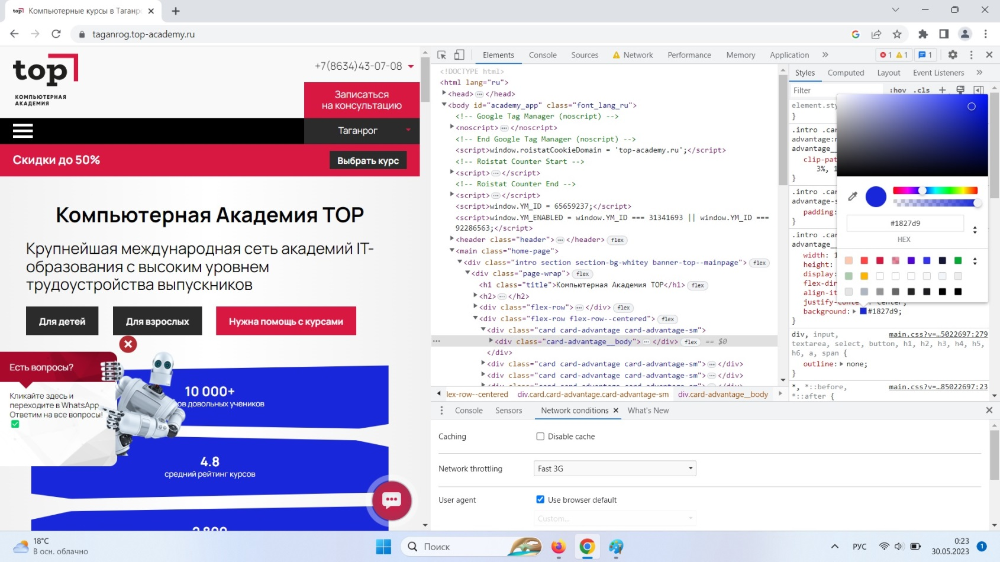 Компьютерные курсы в Таганр
taganrog.top-academy.ru
top
КОМПЬЮТЕРНАЯ
АКАДЕМИЯ
+7(8634)43-07-08
Записаться
на консультацию
Таганрог
Скидки до 50%
Выбрать курс
Компьютерная Академия TOP
Крупнейшая международная сеть академий IT-
образования с высоким уровнем
трудоустройства выпускников
Для детей
Для взрослых
Нужна помощь с курсами
Есть вопросы?
Кликайте здесь и
переходите в WhatsApp
Ответим на все вопросы!
10 000+
ов довольных учеников
4.8
средний рейтинг курсов
Elements Console Sources Network Performance Memory Application » 1 1 1
<!DOCTYPE html>
<html lang="ru">
<head> </head>
<body id="academy_app" class="font_lang_ru">
<!-- Google Tag Manager (noscript) -->
<noscript> </noscript>
<!-- End Google Tag Manager (noscript) -->
<script>window.roistatCookieDomain = 'top-academy.ru';</script>
<!-- Roistat Counter Start -->
<script> </script>
<!-- Roistat Counter End -->
<script> </script>
<script>window.YM_ID = 65659237;</script>
<script>window.YM_ENABLED = window.YM_ID === 31341693 || window.YM_ID ===
92286563;</script>
<header class="header"> </header> flex
<main class="home-page">
<div class="intro section section-bg-whitey banner-top--mainpage"> flex
<div class="page-wrap"> flex
<h1 class="title">Компьютерная Академия TOP</h1> flex
<h2> </h2>
<div class="flex-row"> </div> flex
<div class="flex-row flex-row--centered"> flex
<div class="card card-advantage card-advantage-sm">
<div class="card-advantage__body"> </div> flex == $0
</div>
<div class="card card-advantage card-advantage-sm"> </div>
<div class="card card-advantage card-advantage-sm"> </div>
lex-row--centered div.card.card-advantage.card-advantage-sm div.card-advantage__body
Styles Computed Layout Event Listeners »
Filter :hov .cls +
element.sty
}
.intro .car
advantage:n
advantage__
clip-pat
3%, 1
}
.intro .car
advantage-s
padding:
}
.intro .car
advantage__
width: 1
height:
display:
flex-dir
align-it
justify-content: center;
background: #1827d9;
}
#1827d9
HEX
div, input, main.css?v=…5022697:279
textarea, select, button, h1, h2, h3, h4, h5,
h6, a, span {
outline: none;
}
*, *::before, main.css?v=…85022697:23
*::after {
Console Sensors Network conditions What's New
Caching Disable cache
Network throttling Fast 3G
User agent Use browser default
Custom...
18°C
В осн. облачно
Поиск
РУС
0:23
30.05.2023
1